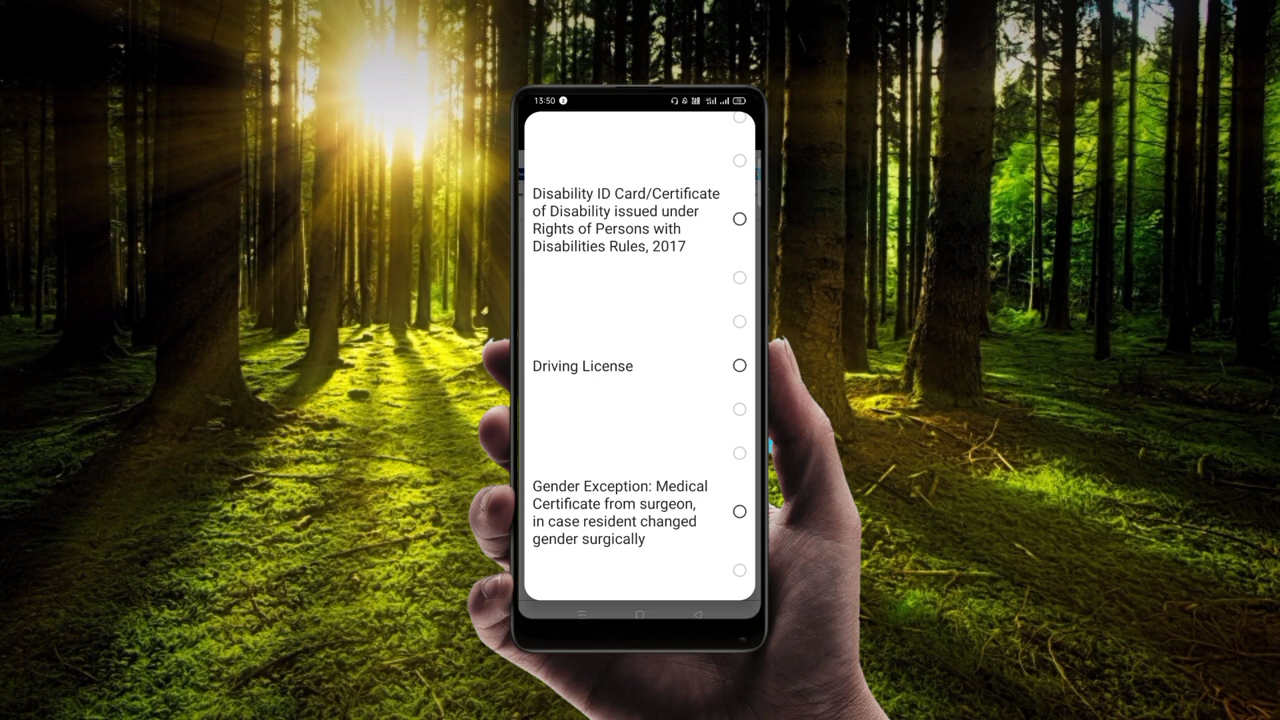 13:50
Disability ID Card/Certificate
of Disability issued under
Rights of Persons with
Disabilities Rules, 2017
Driving License
Gender Exception: Medical
Certificate from surgeon,
in case resident changed
gender surgically